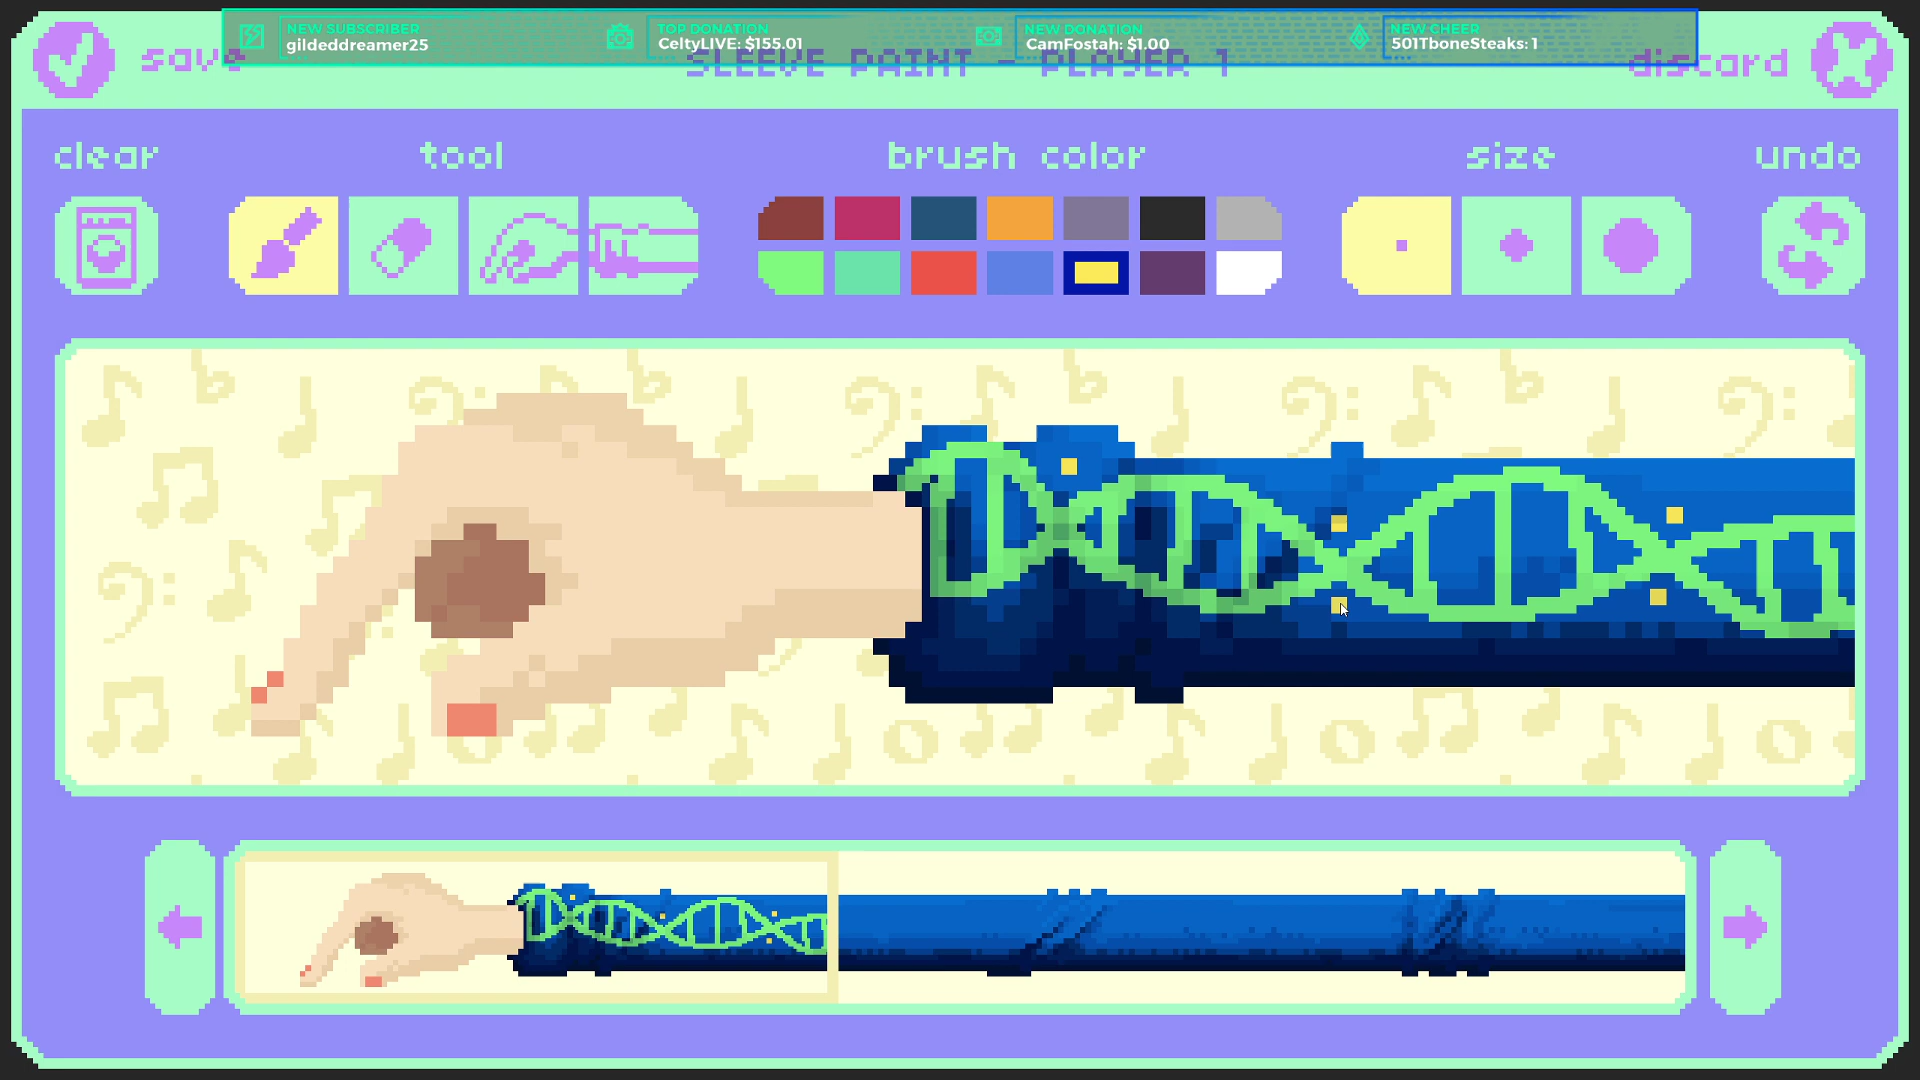 NEW SUBSCRIBER
gildeddreamer25
TOP DONATION
CeltyLIVE: $155.01
NEW DONATION
CamFostah: $1.00
NEW CHEER
501TboneSteaks: 1
save
SLEEVE PAINT - PLAYER 1
discard
clear
tool
brush color
size
undo